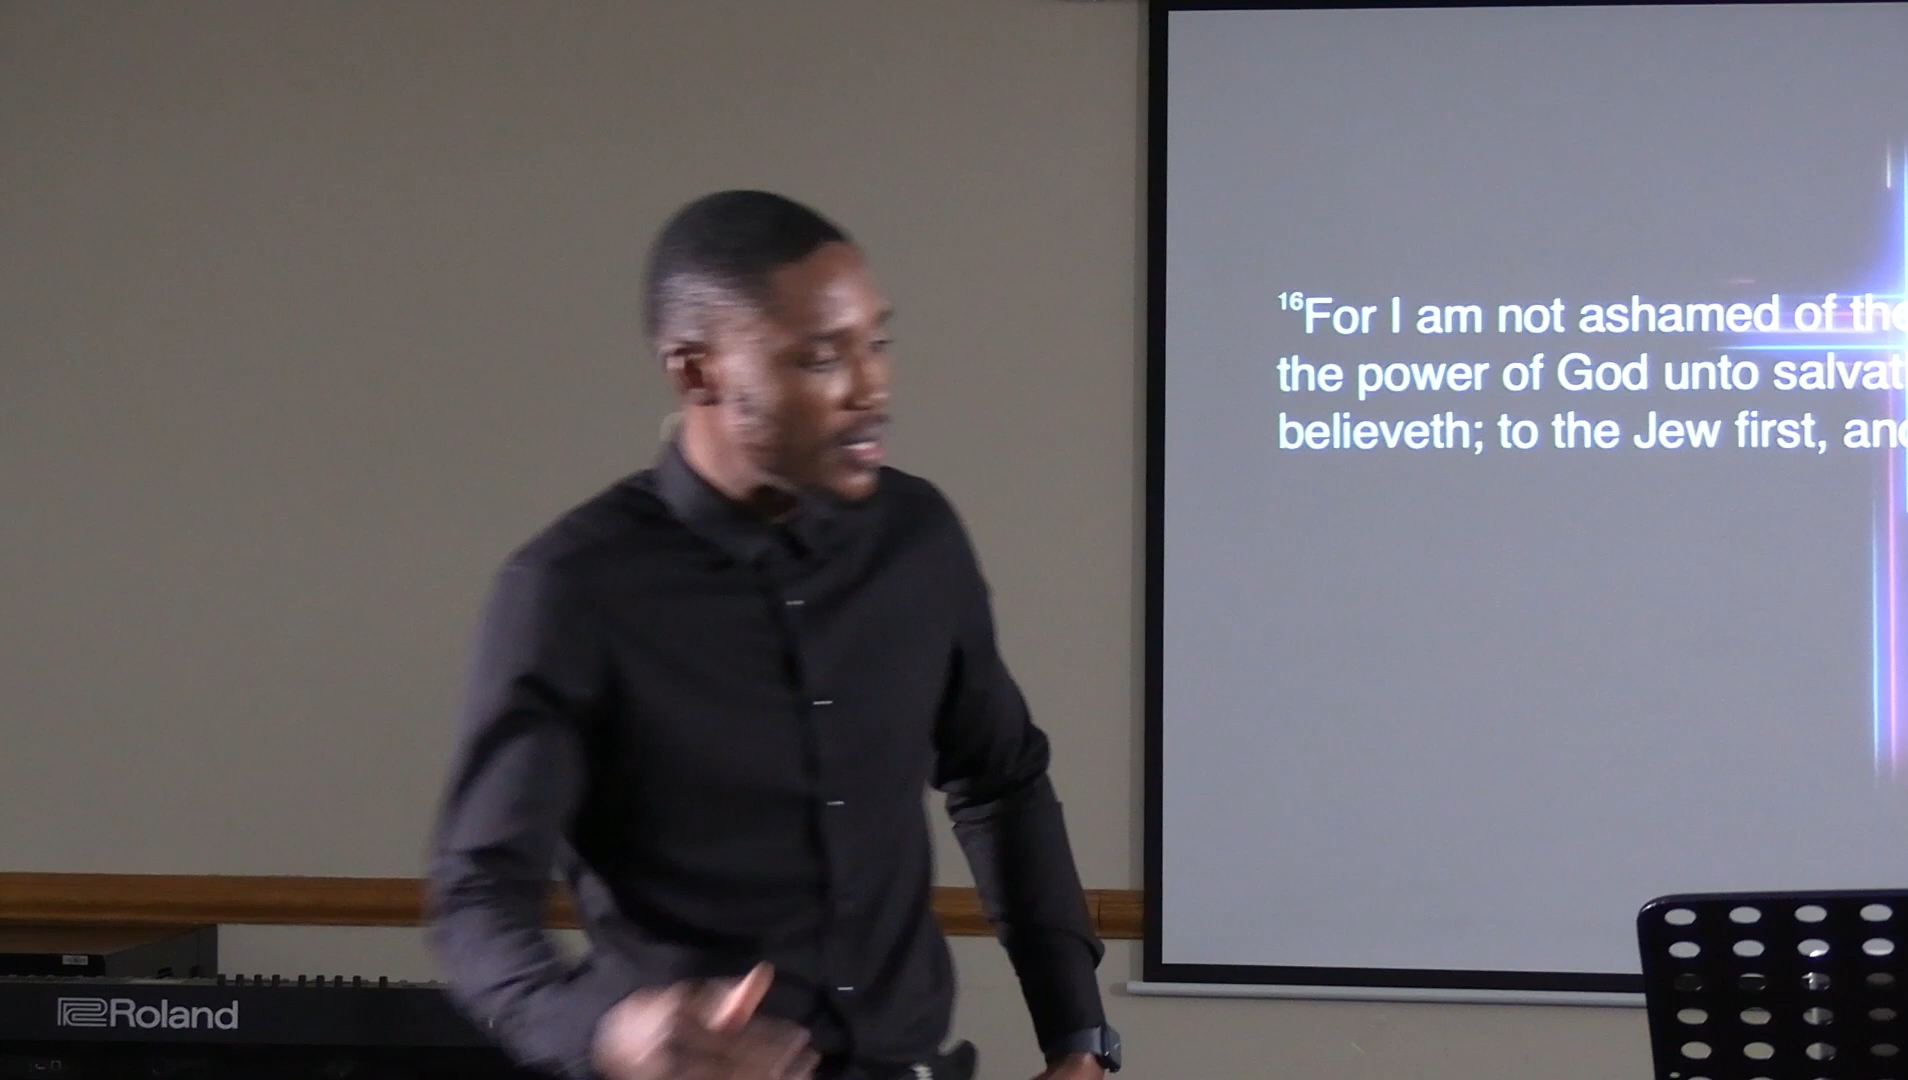 16For I am not ashamed of the
the power of God unto salvat
believeth; to the Jew first, and
Roland